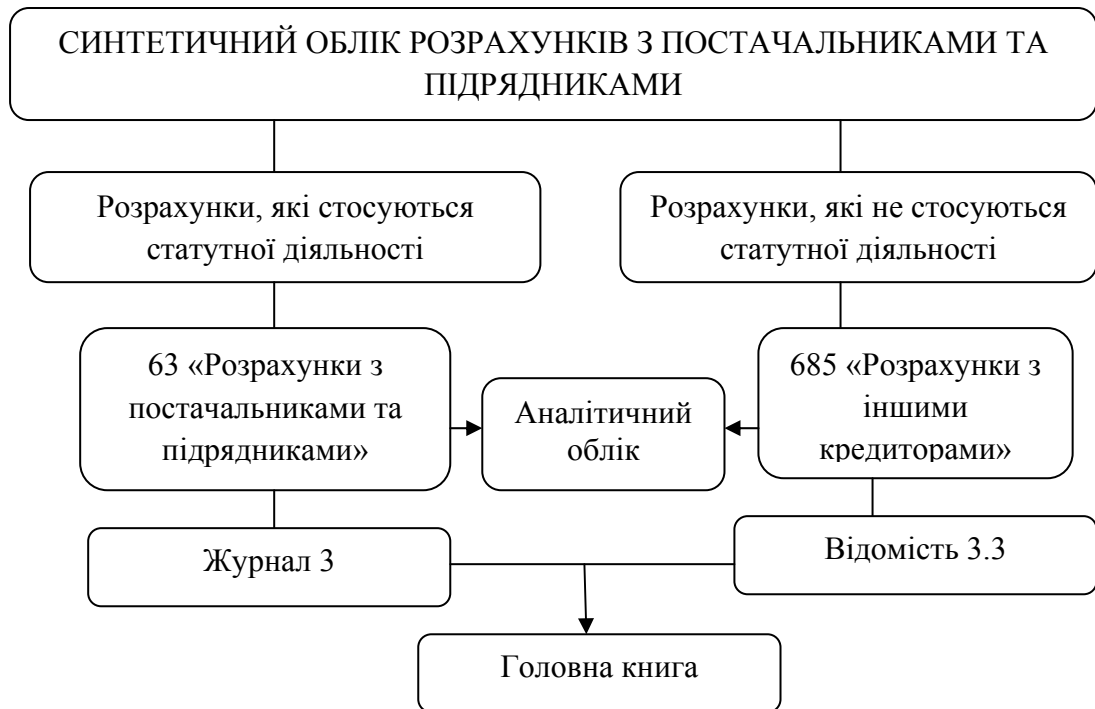 СИНТЕТИЧНИЙ ОБЛІК РОЗРАХУНКІВ З ПОСТАЧАЛЬНИКАМИ ТА
ПІДРЯДНИКАМИ
Розрахунки, які стосуються
статутної діяльності
Розрахунки, які не стосуються
статутної діяльності
63 «Розрахунки з
постачальниками та
підрядниками»
Аналітичний
облік
685 «Розрахунки з
іншими
кредиторами»
Журнал 3
Відомість 3.3
Головна книга